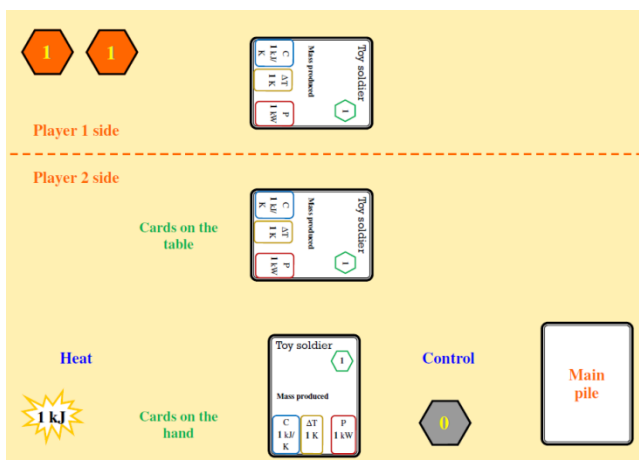 1 1
Toy soldier
1
Mass produced
C
1 kJ/
K
ΔT
1 K
P
1 kW
Player 1 side
Player 2 side
Cards on the
table
Toy soldier
1
Mass produced
C
1 kJ/
K
ΔT
1 K
P
1 kW
Heat
1 kJ
Cards on the
hand
Toy soldier
1
Mass produced
C
1 kJ/
K
ΔT
1 K
P
1 kW
Control
0
Main
pile